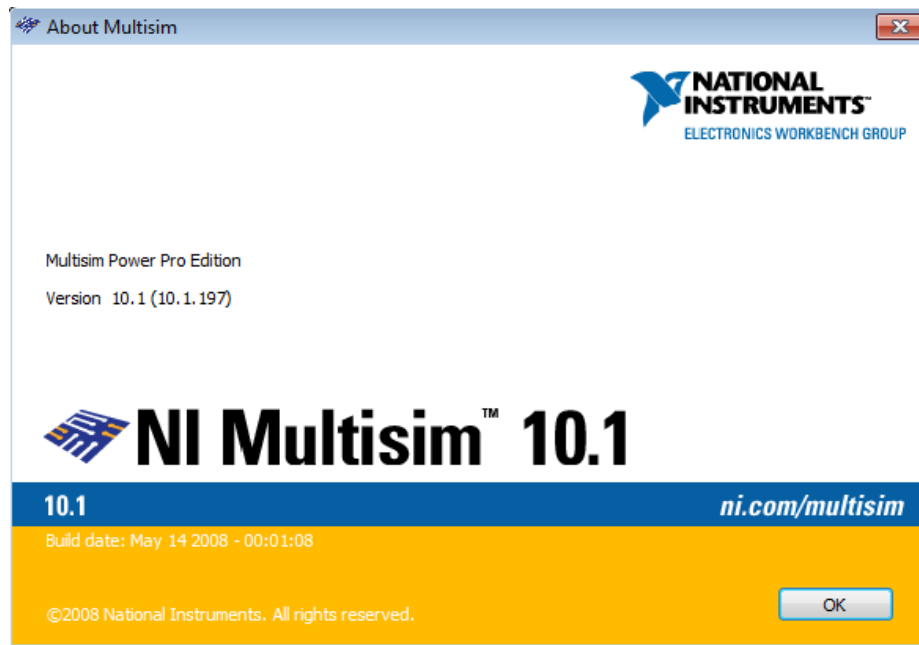 About Multisim
NATIONAL
INSTRUMENTS™
ELECTRONICS WORKBENCH GROUP
Multisim Power Pro Edition
Version 10.1 (10.1.197)
NI Multisim™ 10.1
10.1 ni.com/multisim
Build date: May 14 2008 - 00:01:08
©2008 National Instruments. All rights reserved.
OK